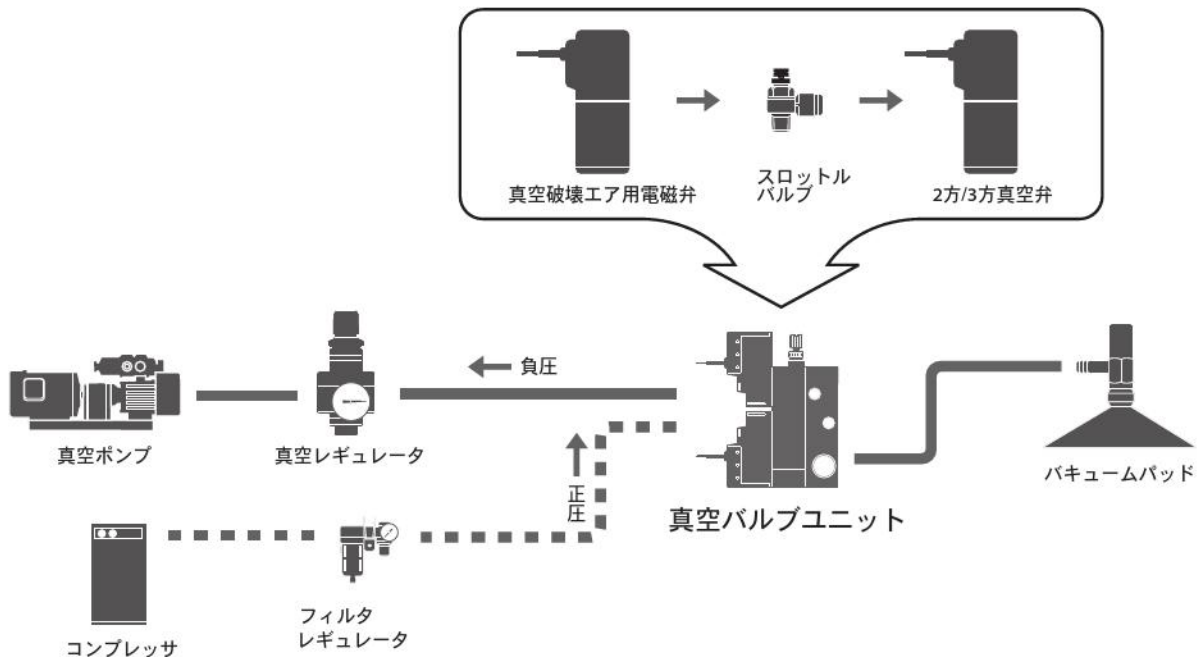 真空破壊エア用電磁弁
スロットル
バルブ
2方/3方真空弁
負圧
真空ポンプ
真空レギュレータ
正
圧
真空バルブユニット
バキュームパッド
コンプレッサ
フィルタ
レギュレータ